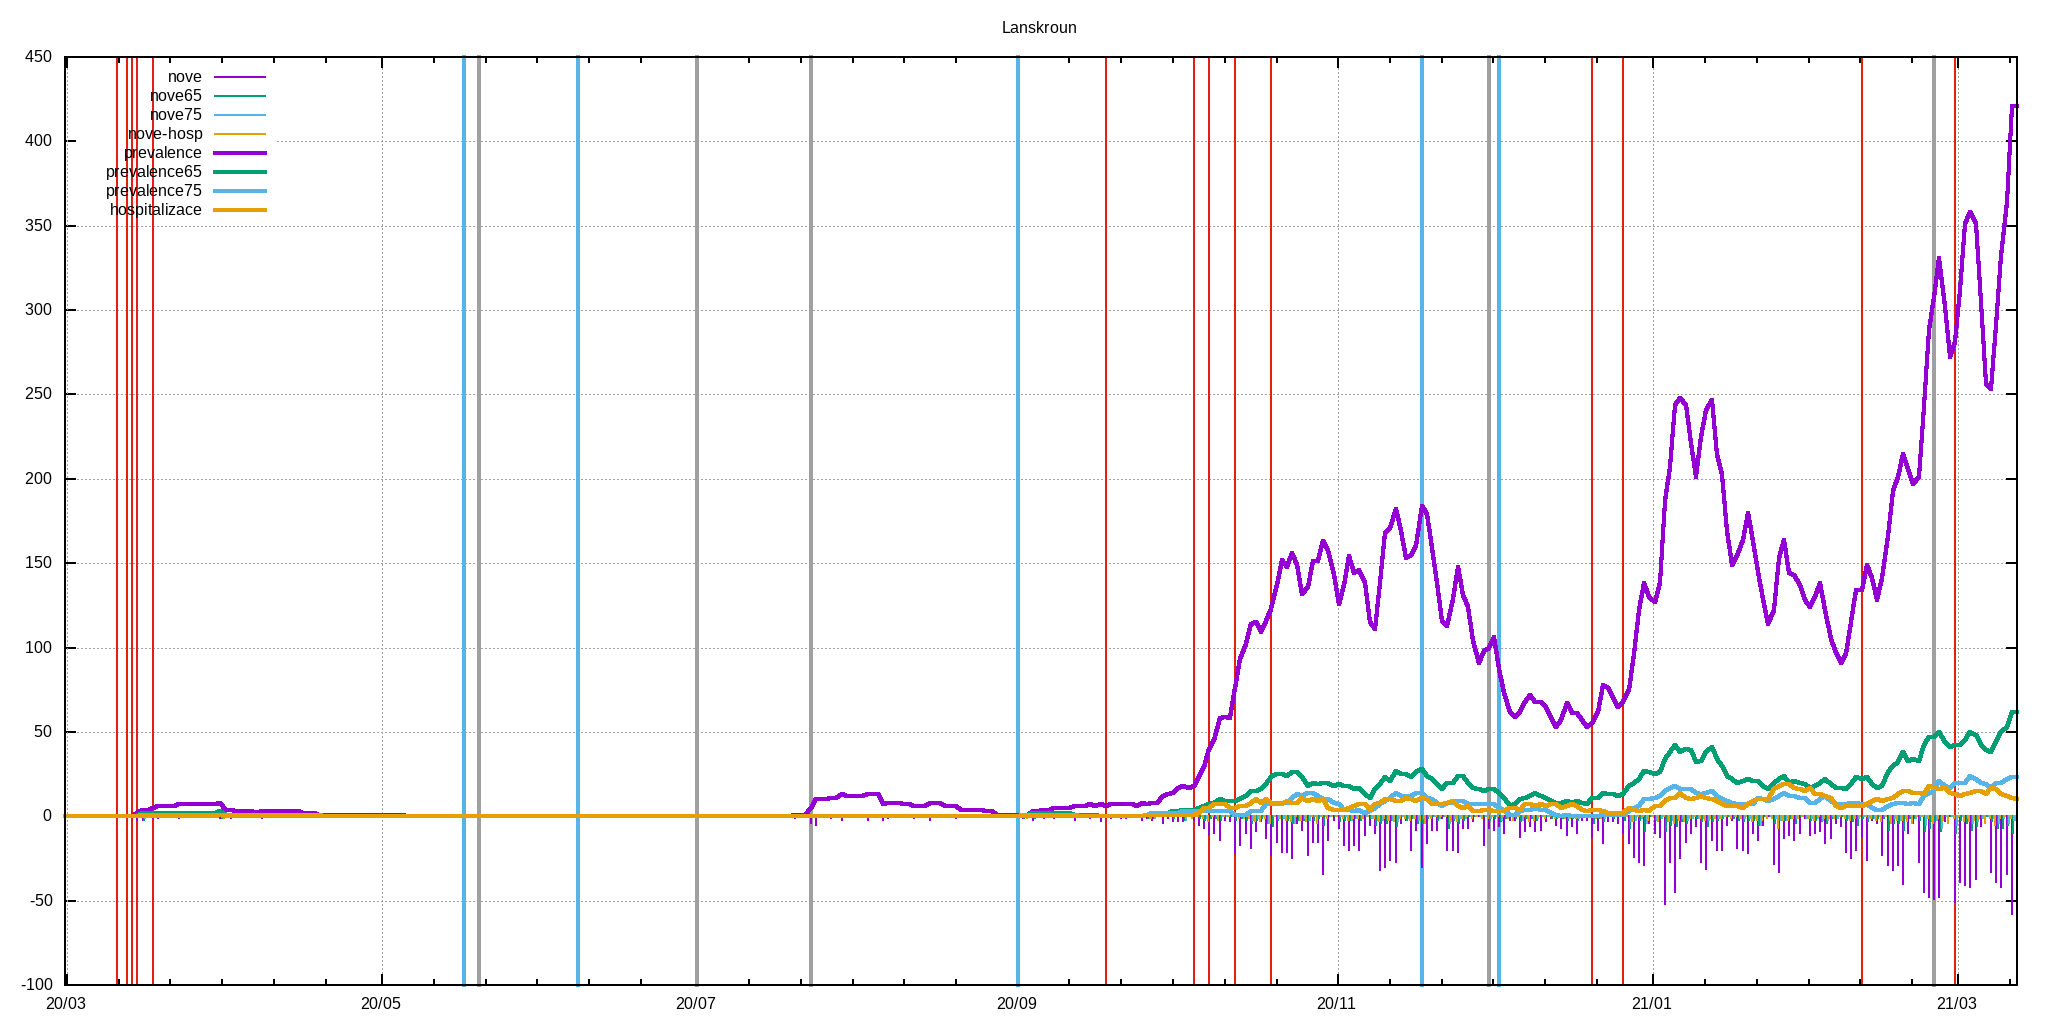 Lanskroun
450
400
350
300
250
200
150
100
50
0
-50
-100
nove
nove65
nove75
nove-hosp
prevalence
prevalence65
prevalence75
hospitalizace
20/03 20/05 20/07 20/09 20/11 21/01 21/03